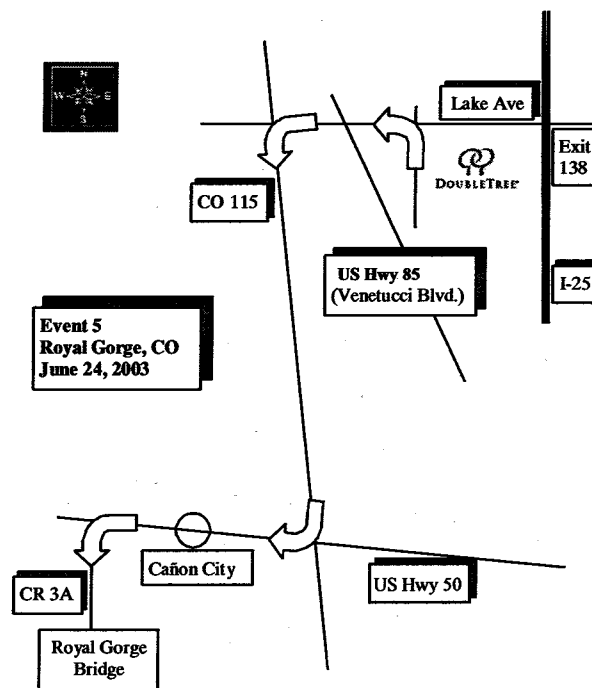 N
W E
S
Lake Ave
Exit
138
DOUBLETREE
CO 115
US Hwy 85
(Venetucci Blvd.)
I-25
Event 5
Royal Gorge, CO
June 24, 2003
Cañon City
CR 3A
US Hwy 50
Royal Gorge
Bridge